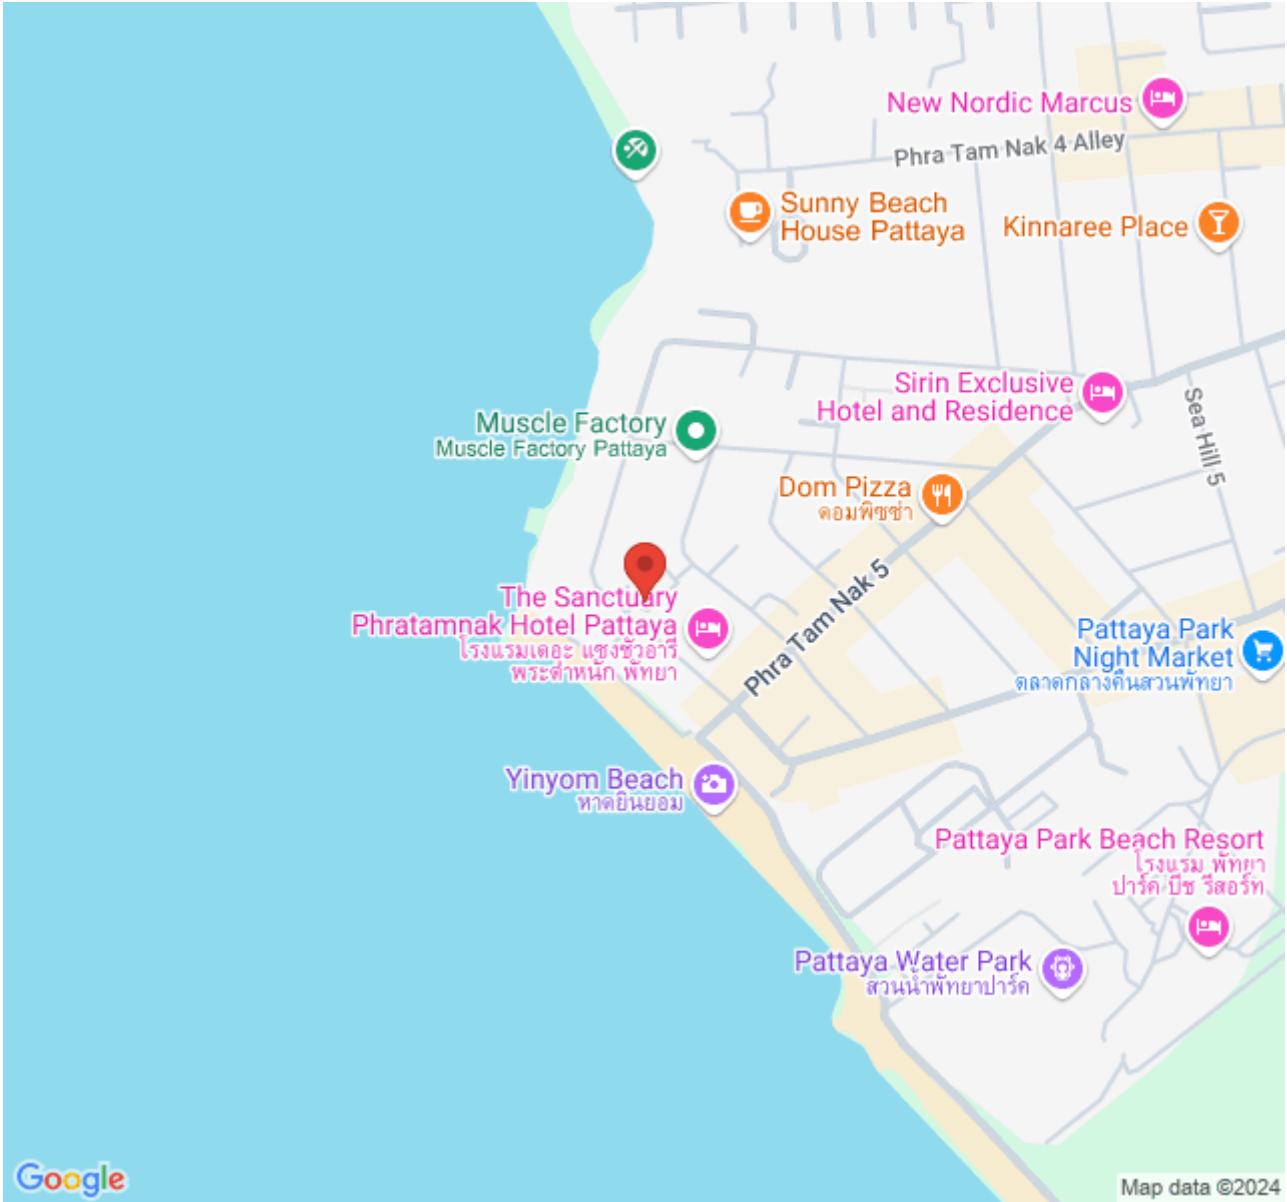 New Nordic Marcus
Phra Tam Nak 4 Alley
Sunny Beach
House Pattaya
Kinnaree Place
Sirin Exclusive
Hotel and Residence
Sea Hill 5
Muscle Factory
Muscle Factory Pattaya
Dom Pizza
ดอมพิซซ่า
Phra Tam Nak 5
The Sanctuary
Phratamnak Hotel Pattaya
โรงแรมเดอะ แซงชัวอารี
พระตำหนัก พัทยา
Pattaya Park
Night Market
ตลาดกลางคืนสวนพัทยา
Yinyom Beach
หาดยินยอม
Pattaya Park Beach Resort
โรงแรม พัทยา
ปาร์ค บีช รีสอร์ท
Pattaya Water Park
สวนน้ำพัทยาปาร์ค
Google
Map data ©2024